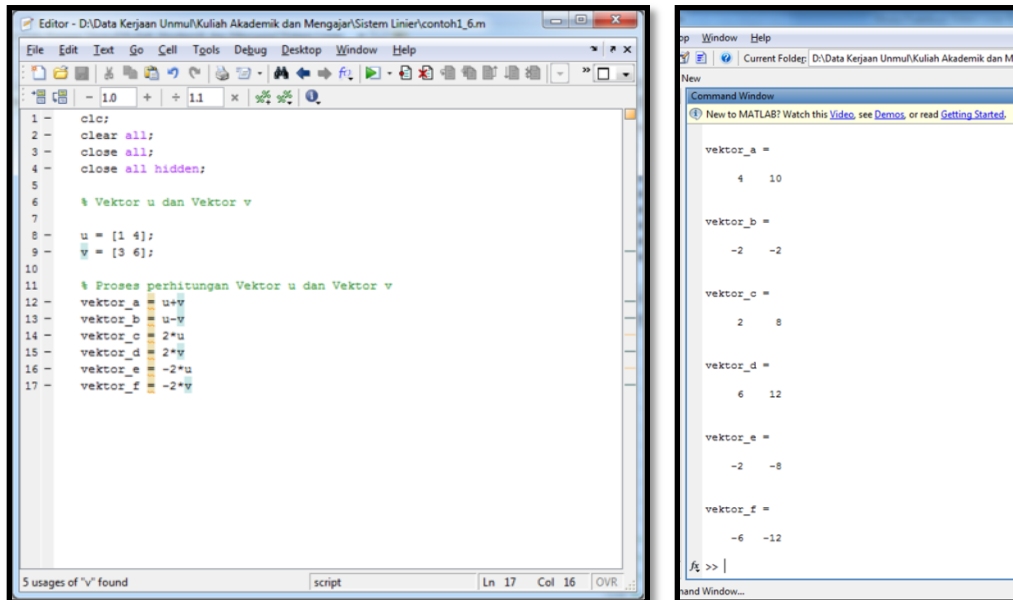 Editor - D:\Data Kerjaan Unmul\Kuliah Akademik dan Mengajar\Sistem Linier\contoh1_6.m
File Edit Text Go Cell Tools Debug Desktop Window Help
- 1.0 + ÷ 1.1 ×
1 - clc;
2 - clear all;
3 - close all;
4 - close all hidden;
5
6 % Vektor u dan Vektor v
7
8 - u = [1 4];
9 - v = [3 6];
10
11 % Proses perhitungan Vektor u dan Vektor v
12 - vektor_a = u+v
13 - vektor_b = u-v
14 - vektor_c = 2*u
15 - vektor_d = 2*v
16 - vektor_e = -2*u
17 - vektor_f = -2*v
5 usages of "v" found script Ln 17 Col 16 OVR
op Window Help
Current Folder: D:\Data Kerjaan Unmul\Kuliah Akademik dan M
New
Command Window
New to MATLAB? Watch this Video, see Demos, or read Getting Started.
vektor_a =
4 10
vektor_b =
-2 -2
vektor_c =
2 8
vektor_d =
6 12
vektor_e =
-2 -8
vektor_f =
-6 -12
fx >>
mand Window...